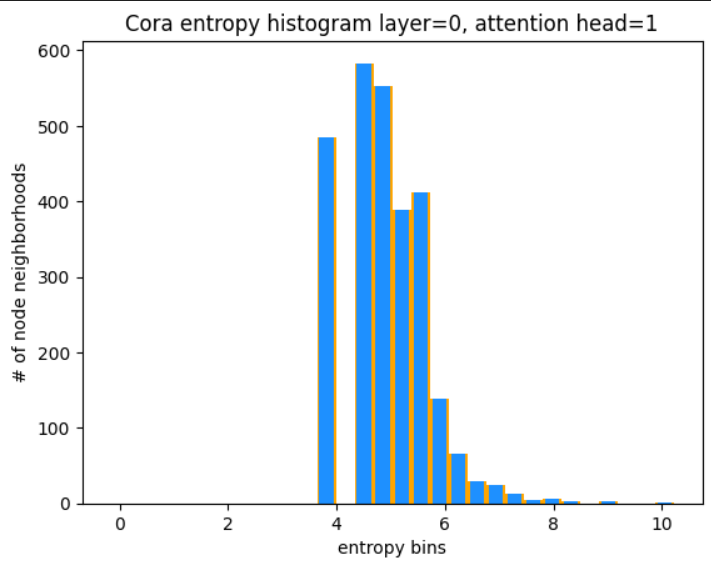 Cora entropy histogram layer=0, attention head=1
600
500
400
300
200
100
0
# of node neighborhoods
0 2 4 6 8 10
entropy bins